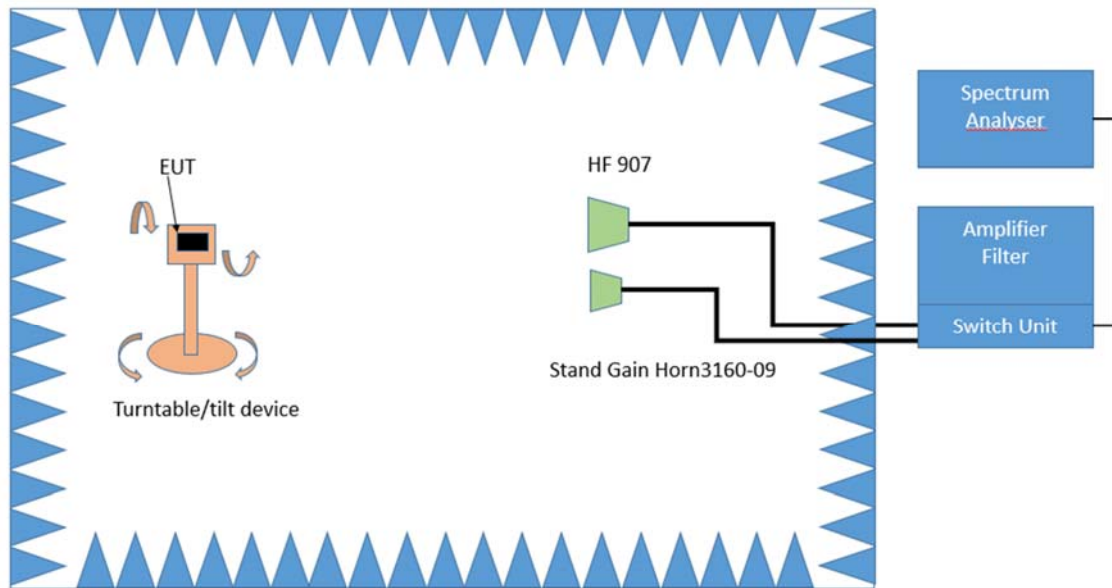 Spectrum
Analyser
EUT
HF 907
Amplifier
Filter
Switch Unit
Stand Gain Horn3160-09
Turntable/tilt device